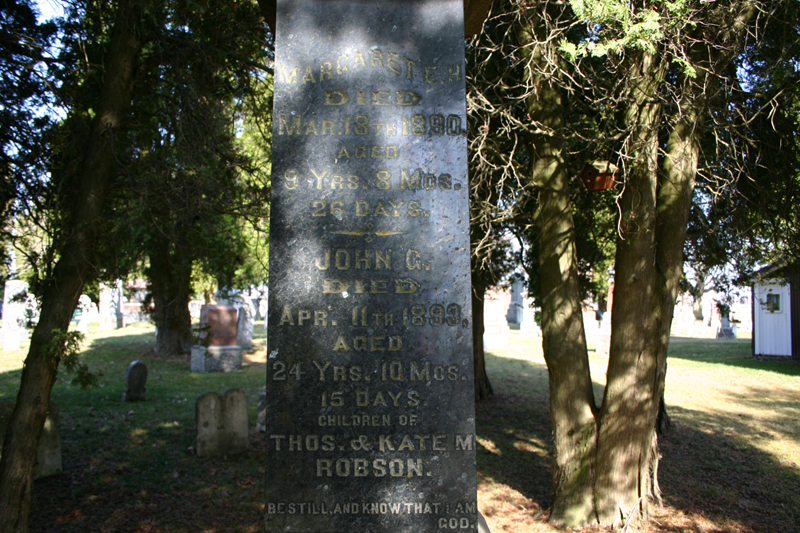 MARGARET E. H
DIED
MAR. 18TH 1890.
AGED
9 YRS. 8 MOS.
26 DAYS.
JOHN G.
DIED
APR. 11TH 1899,
AGED
24 YRS. 10 MOS.
15 DAYS.
CHILDREN OF
THOS. & KATE M
ROBSON.
BE STILL, AND KNOW THAT I AM
GOD.